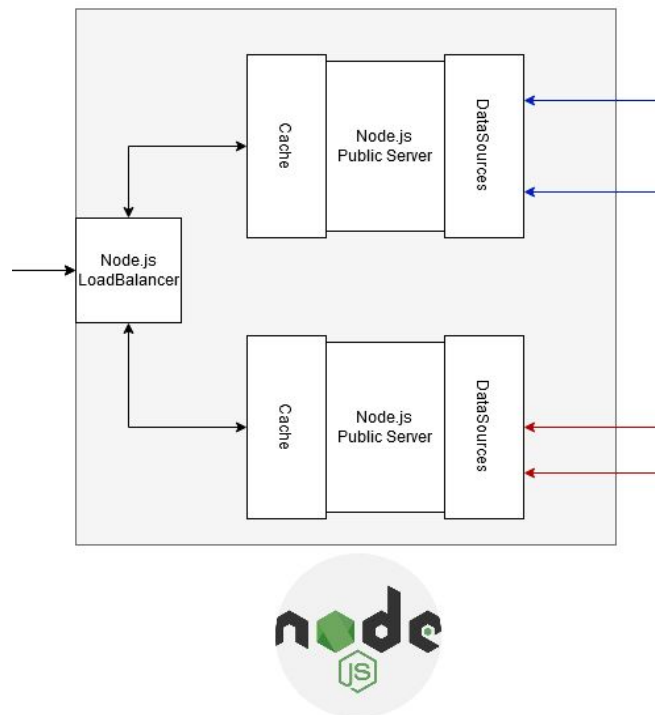 Cache
Node.js
Public Server
DataSources
Node.js
LoadBalancer
Cache
Node.js
Public Server
DataSources
node
JS